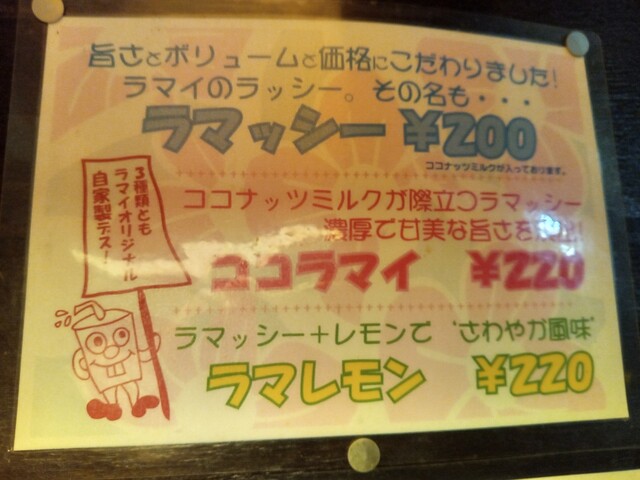 旨さとボリュームと価格にこだわりました!
ラマイのラッシー。その名も・・・
ラマッシー ¥200
ココナッツミルクが入っております。
ココナッツミルクが際立つラマッシー
濃厚で甘美な旨さを
ココラマイ ¥220
ラマッシー+レモンで "さわやか風味"
ラマレモン ¥220
3種類とも
ラマイオリジナル
自家製デスー!